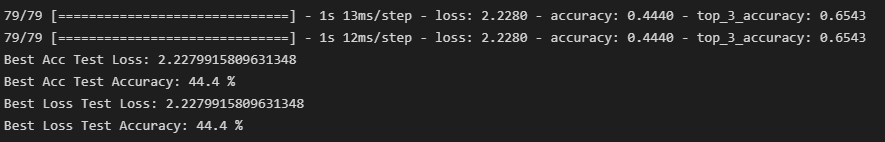 79/79 [==============================] - 1s 13ms/step - loss: 2.2280 - accuracy: 0.4440 - top_3_accuracy: 0.6543
79/79 [==============================] - 1s 12ms/step - loss: 2.2280 - accuracy: 0.4440 - top_3_accuracy: 0.6543
Best Acc Test Loss: 2.2279915809631348
Best Acc Test Accuracy: 44.4 %
Best Loss Test Loss: 2.2279915809631348
Best Loss Test Accuracy: 44.4 %